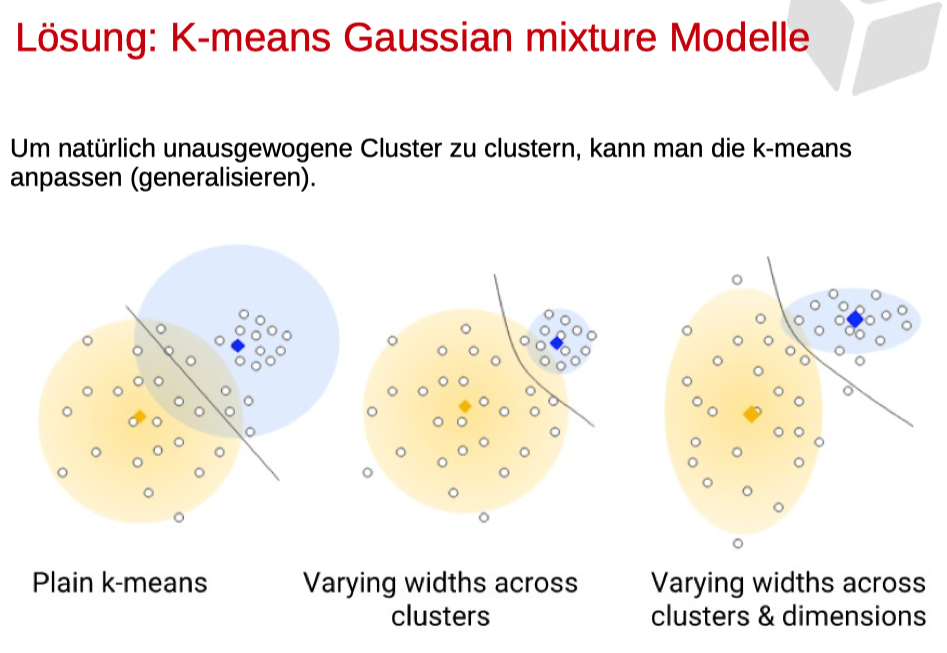 Lösung: K-means Gaussian mixture Modelle
Um natürlich unausgewogene Cluster zu clustern, kann man die k-means
anpassen (generalisieren).
Plain k-means
Varying widths across
clusters
Varying widths across
clusters & dimensions